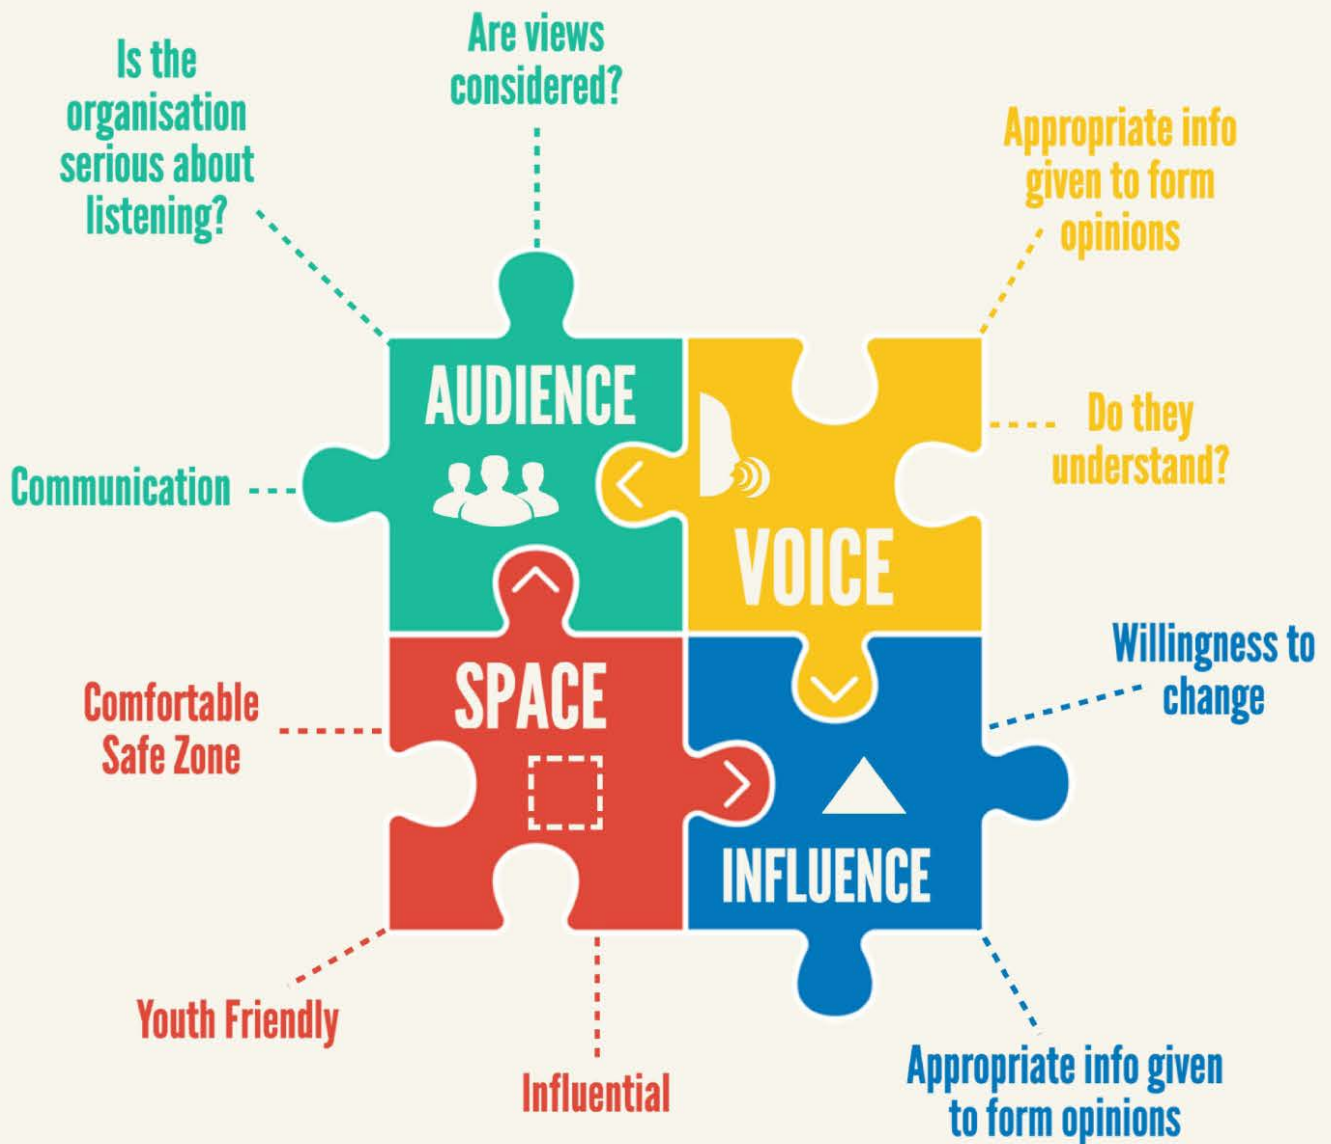 Is the
organisation
serious about
listening?
Are views
considered?
Appropriate info
given to form
opinions
AUDIENCE
Do they
understand?
Communication
VOICE
Willingness to
change
SPACE
Comfortable
Safe Zone
INFLUENCE
Youth Friendly
Influential
Appropriate info given
to form opinions